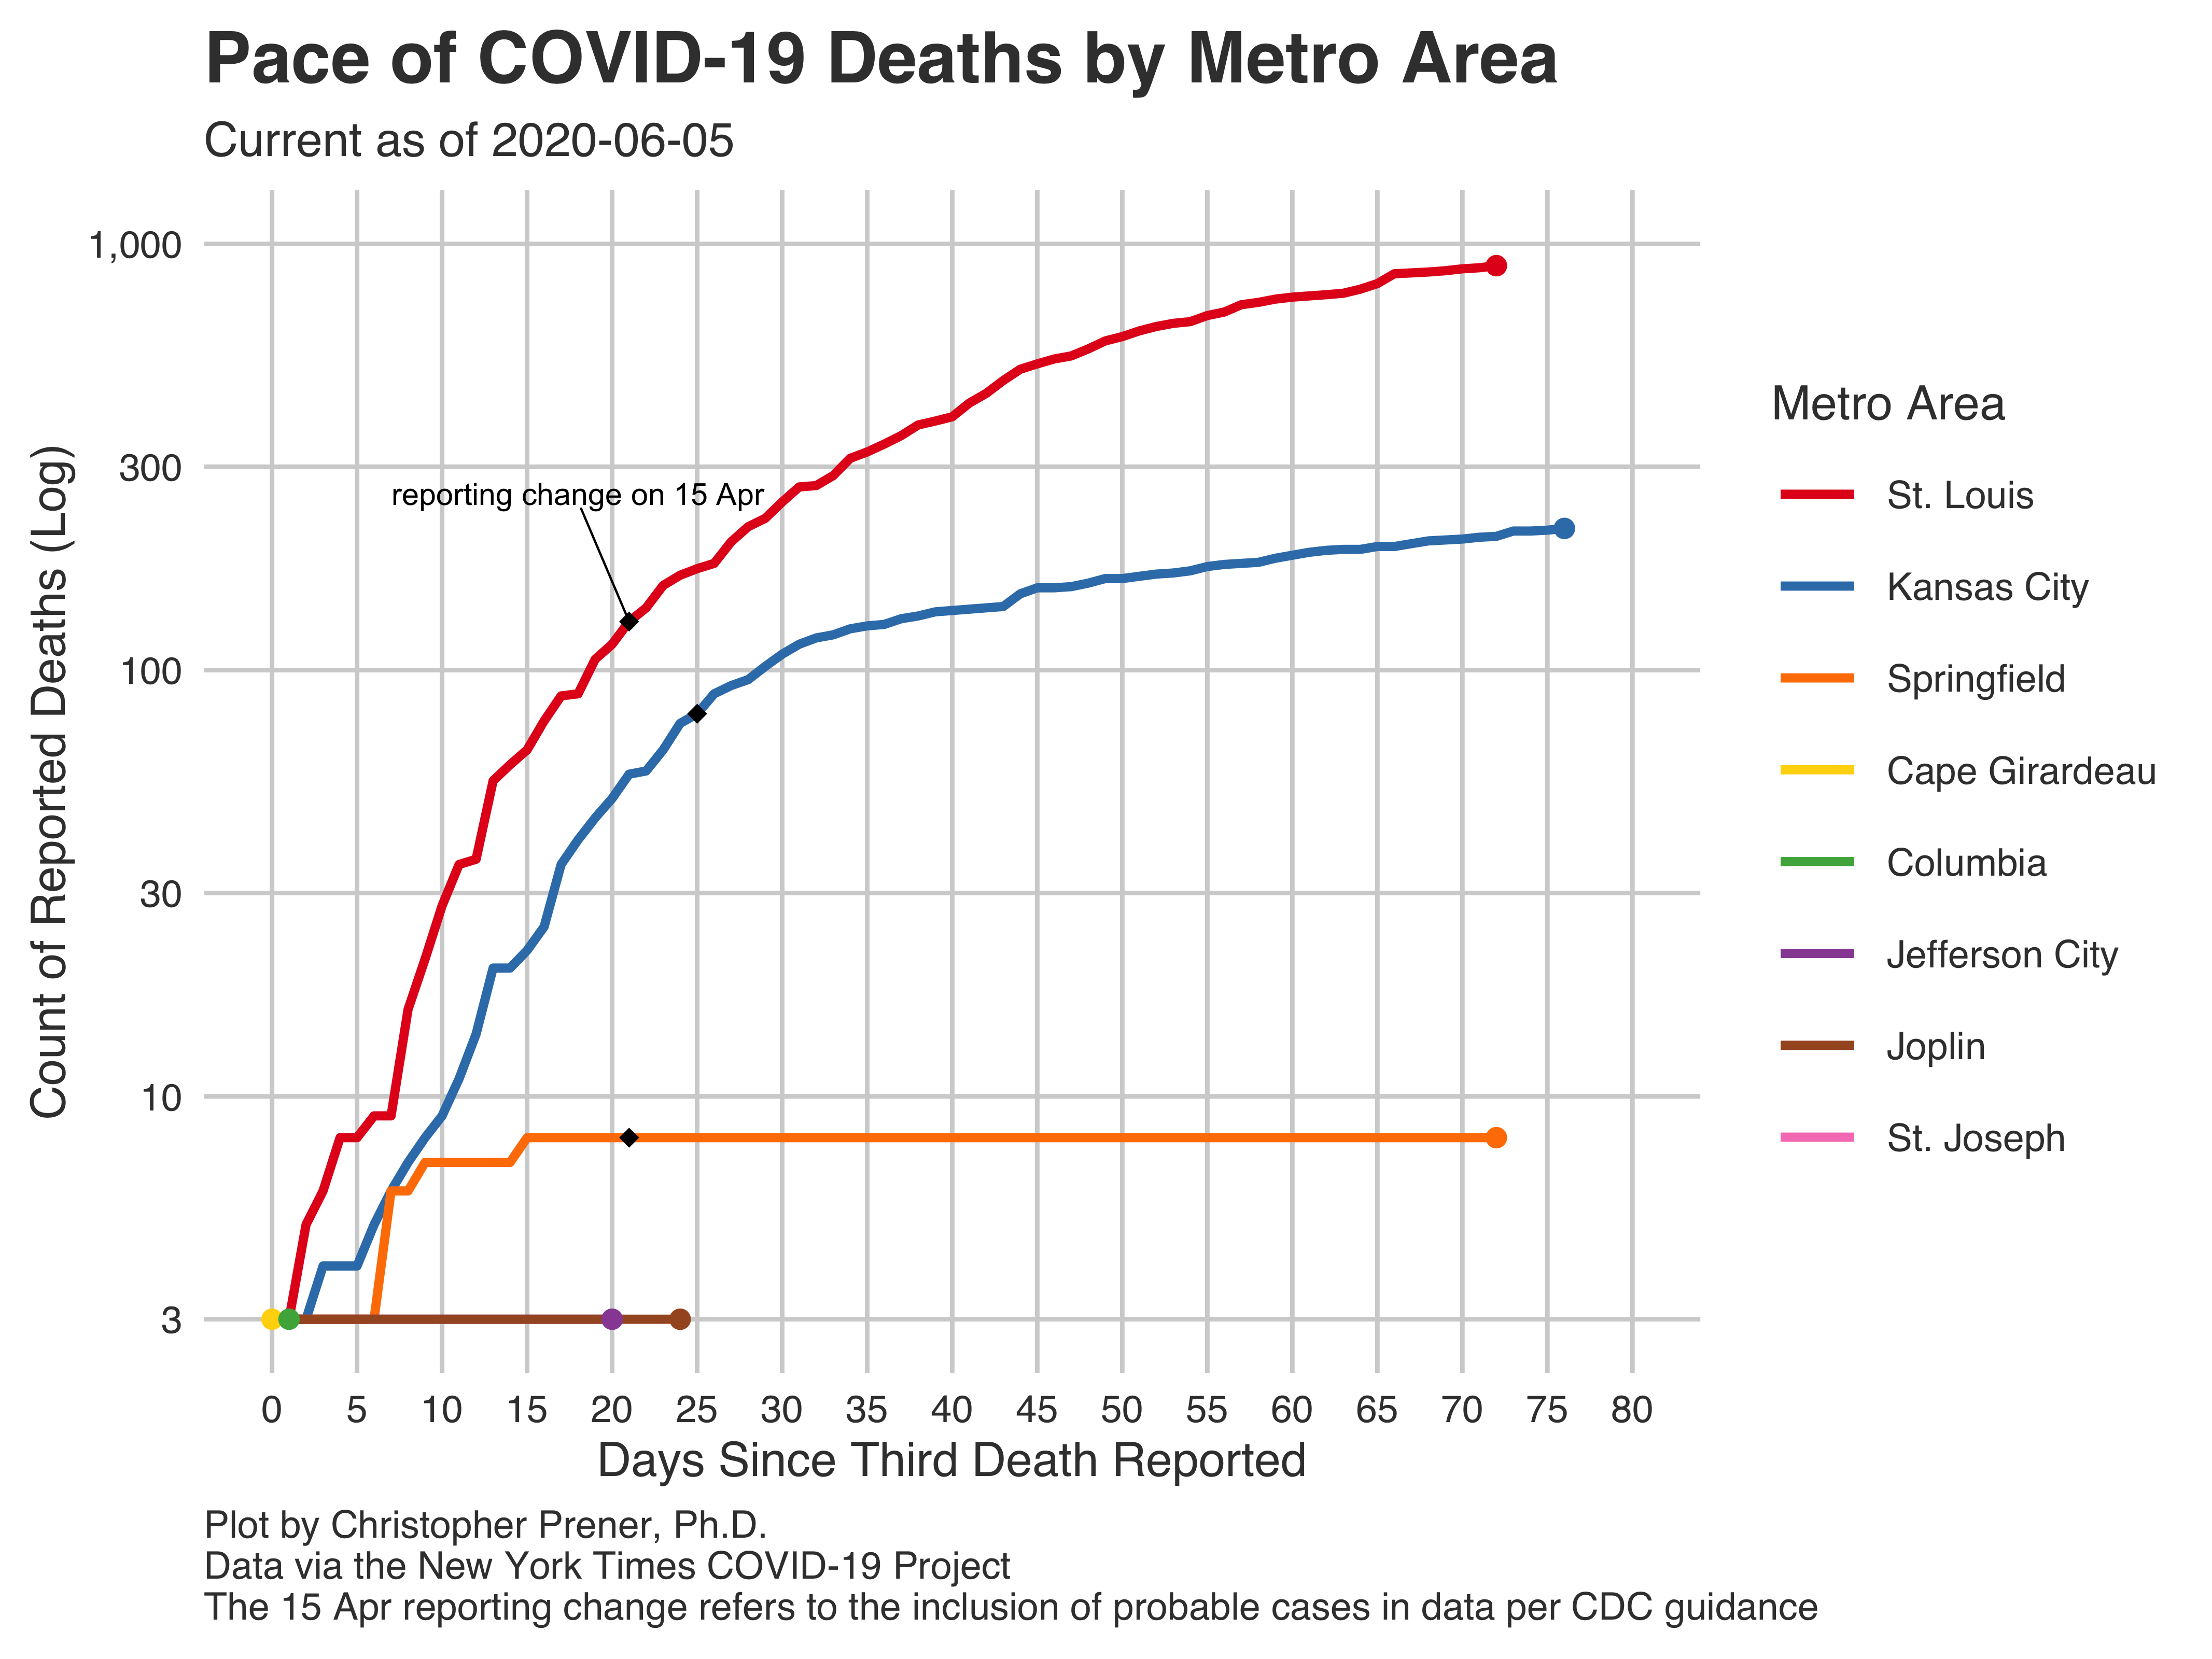 Pace of COVID-19 Deaths by Metro Area
Current as of 2020-06-05
Count of Reported Deaths (Log)
1,000
300
100
30
10
3
reporting change on 15 Apr
0 5 10 15 20 25 30 35 40 45 50 55 60 65 70 75 80
Days Since Third Death Reported
Metro Area
St. Louis
Kansas City
Springfield
Cape Girardeau
Columbia
Jefferson City
Joplin
St. Joseph
Plot by Christopher Prener, Ph.D.
Data via the New York Times COVID-19 Project
The 15 Apr reporting change refers to the inclusion of probable cases in data per CDC guidance